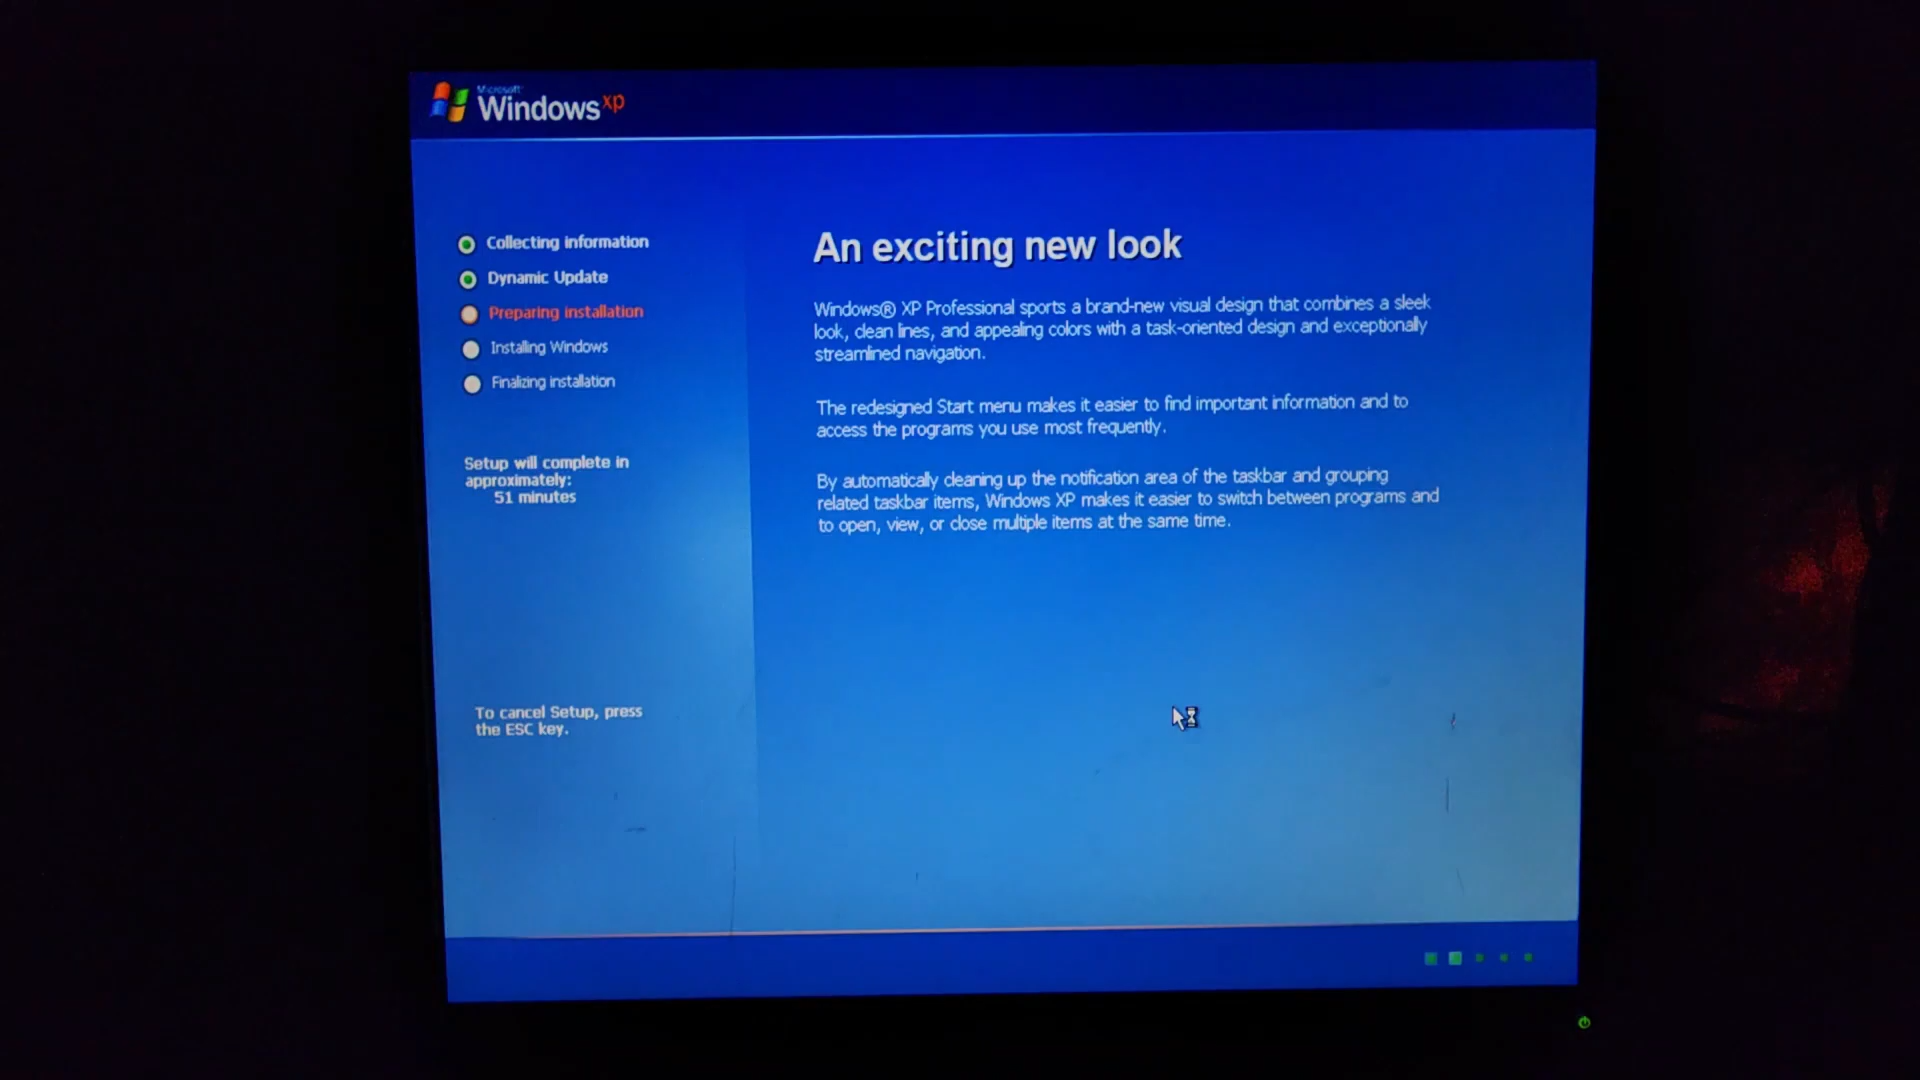 Microsoft
Windows xp
Collecting information
Dynamic Update
Preparing installation
Installing Windows
Finalizing installation
Setup will complete in
approximately:
51 minutes
To cancel Setup, press
the ESC key.
An exciting new look
Windows® XP Professional sports a brand-new visual design that combines a sleek
look, clean lines, and appealing colors with a task-oriented design and exceptionally
streamlined navigation.
The redesigned Start menu makes it easier to find important information and to
access the programs you use most frequently.
By automatically cleaning up the notification area of the taskbar and grouping
related taskbar items, Windows XP makes it easier to switch between programs and
to open, view, or close multiple items at the same time.